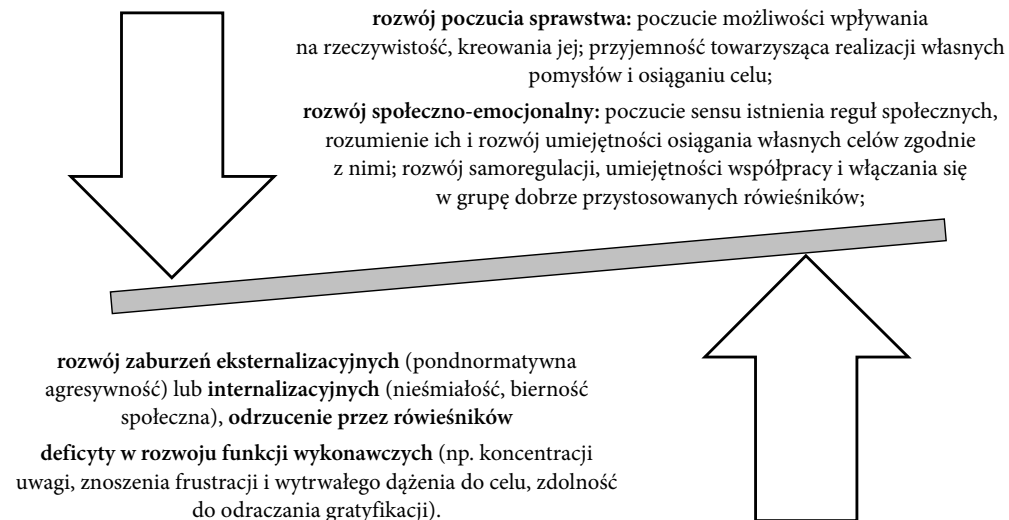 rozwój poczucia sprawstwa: poczucie możliwości wpływania
na rzeczywistość, kreowania jej; przyjemność towarzysząca realizacji własnych
pomysłów i osiąganiu celu;
rozwój społeczno-emocjonalny: poczucie sensu istnienia reguł społecznych,
rozumienie ich i rozwój umiejętności osiągania własnych celów zgodnie
z nimi; rozwój samoregulacji, umiejętności współpracy i włączania się
w grupę dobrze przystosowanych rówieśników;
rozwój zaburzeń eksternalizacyjnych (pondnormatywna
agresywność) lub internalizacyjnych (nieśmiałość, bierność
społeczna), odrzucenie przez rówieśników
deficyty w rozwoju funkcji wykonawczych (np. koncentracji
uwagi, znoszenia frustracji i wytrwałego dążenia do celu, zdolność
do odraczania gratyfikacji).